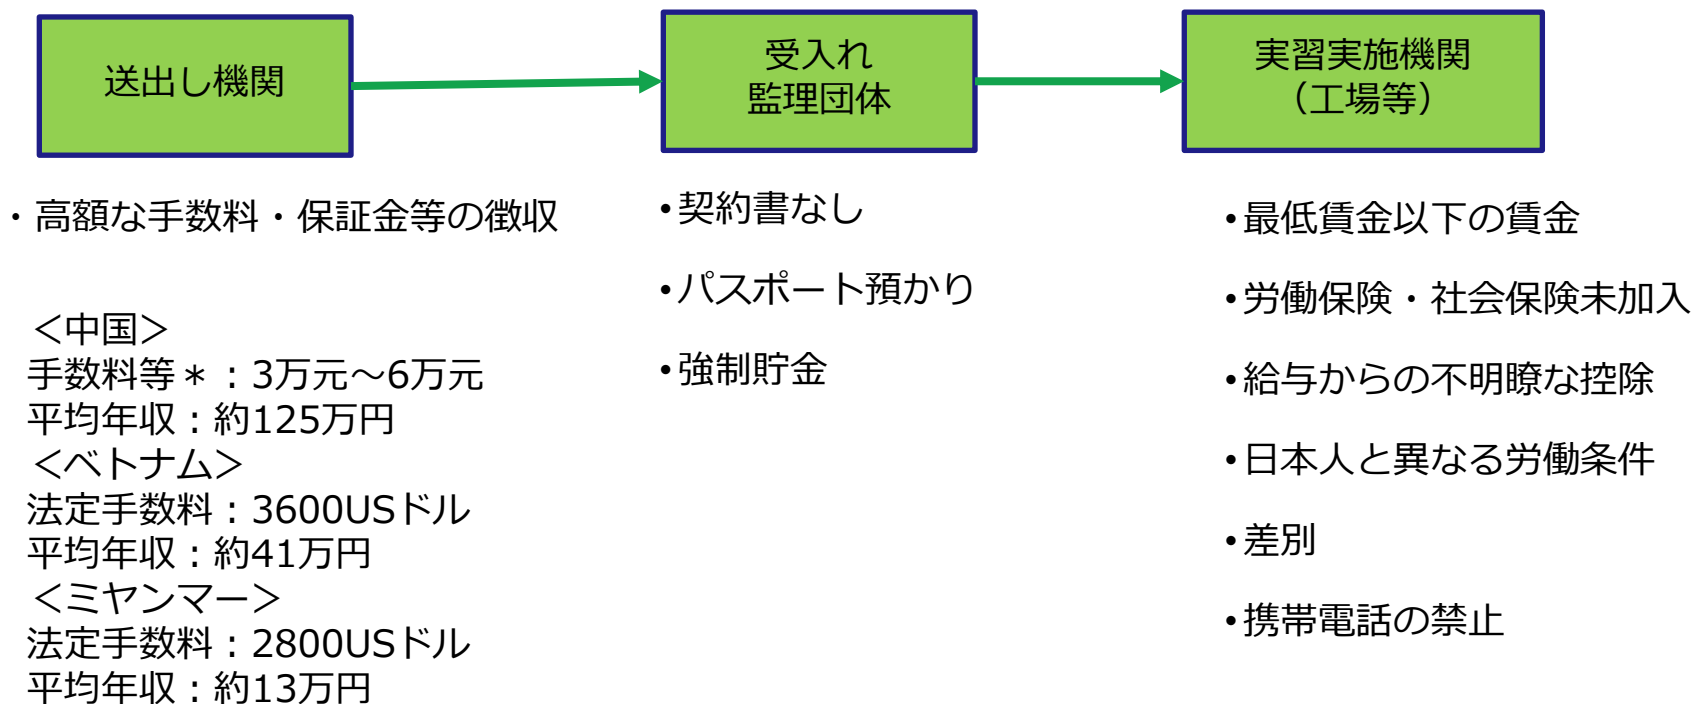 送出し機関
受入れ
監理団体
実習実施機関
（工場等）
・高額な手数料・保証金等の徴収
＜中国＞
手数料等＊：3万元～6万元
平均年収：約125万円
＜ベトナム＞
法定手数料：3600USドル
平均年収：約41万円
＜ミヤンマー＞
法定手数料：2800USドル
平均年収：約13万円
•契約書なし
•パスポート預かり
•強制貯金
•最低賃金以下の賃金
•労働保険・社会保険未加入
•給与からの不明瞭な控除
•日本人と異なる労働条件
•差別
•携帯電話の禁止